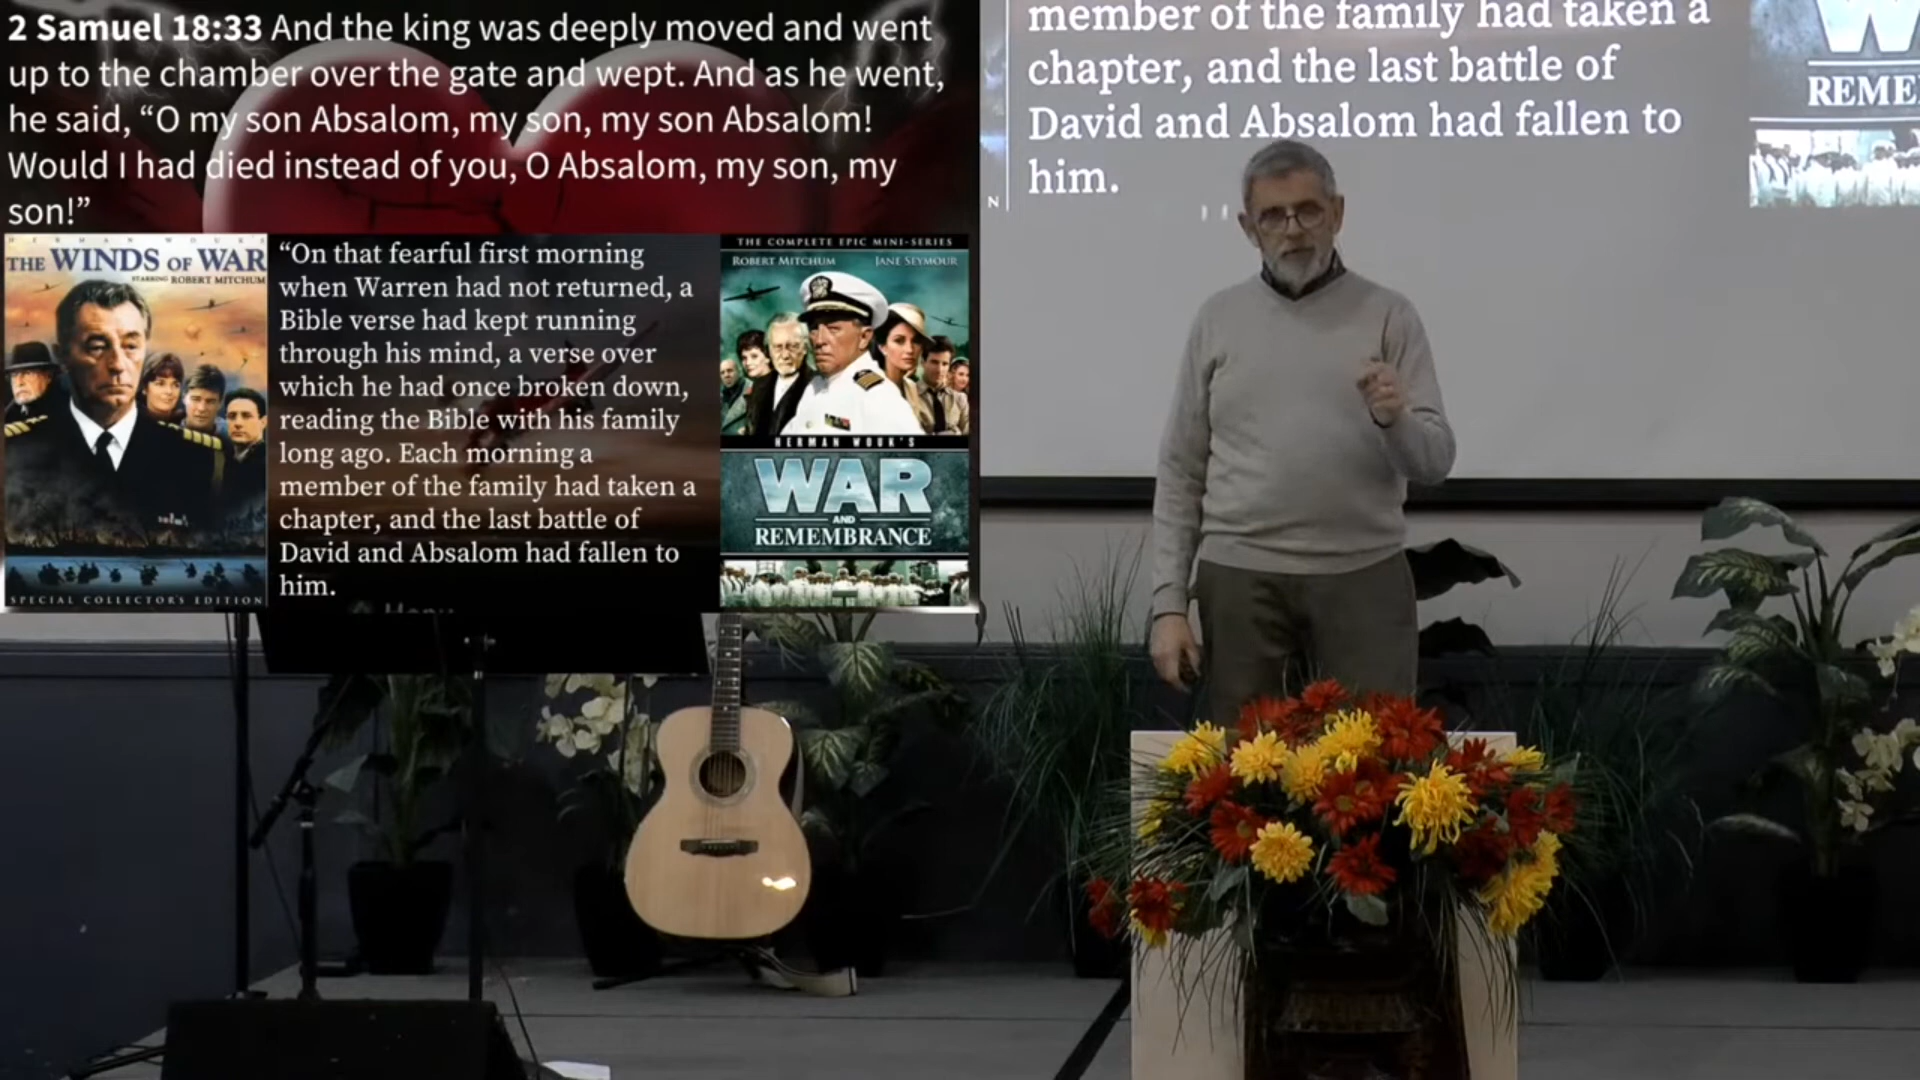 2 Samuel 18:33 And the king was deeply moved and went
up to the chamber over the gate and wept. And as he went,
he said, “O my son Absalom, my son, my son Absalom!
Would I had died instead of you, O Absalom, my son, my
son!”
HERMAN WOUK'S
THE WINDS OF WAR
STARRING ROBERT MITCHUM
SPECIAL COLLECTOR'S EDITION
“On that fearful first morning
when Warren had not returned, a
Bible verse had kept running
through his mind, a verse over
which he had once broken down,
reading the Bible with his family
long ago. Each morning a
member of the family had taken a
chapter, and the last battle of
David and Absalom had fallen to
him.
THE COMPLETE EPIC MINI-SERIES
ROBERT MITCHUM JANE SEYMOUR
HERMAN WOUK'S
WAR
AND
REMEMBRANCE
member of the family had taken a
chapter, and the last battle of
David and Absalom had fallen to
him.
N
W
REME